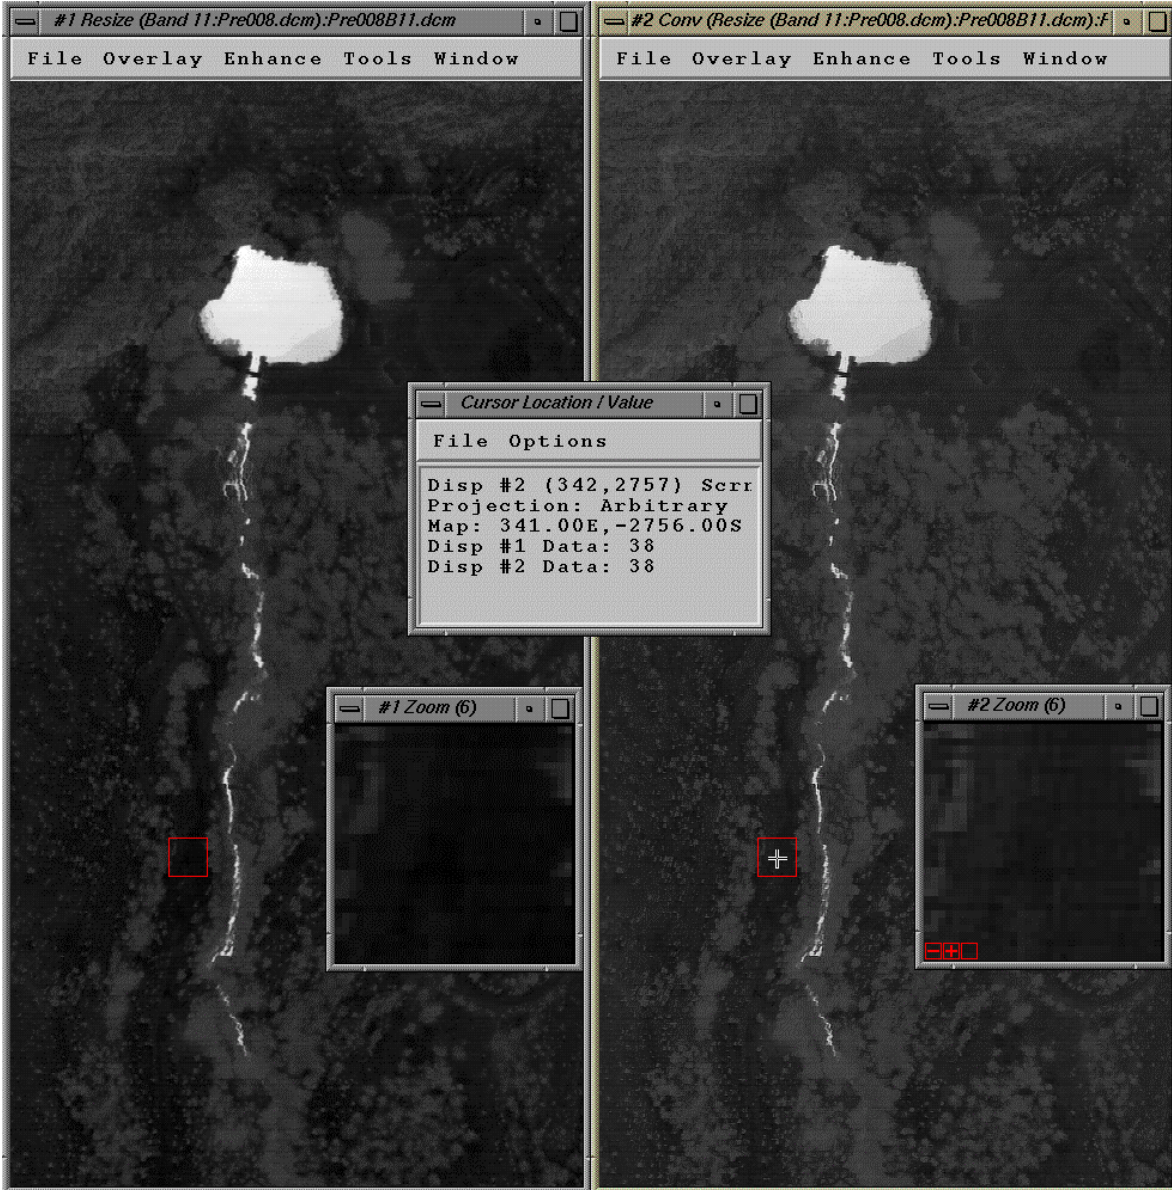 #1 Resize (Band 11:Pre008.dcm):Pre008B11.dcm
File Overlay Enhance Tools Window
#2 Conv (Resize (Band 11:Pre008.dcm):Pre008B11.dcm):F
File Overlay Enhance Tools Window
Cursor Location / Value
File Options
Disp #2 (342,2757) Scrr
Projection: Arbitrary
Map: 341.00E,-2756.00S
Disp #1 Data: 38
Disp #2 Data: 38
#1 Zoom (6)
#2 Zoom (6)